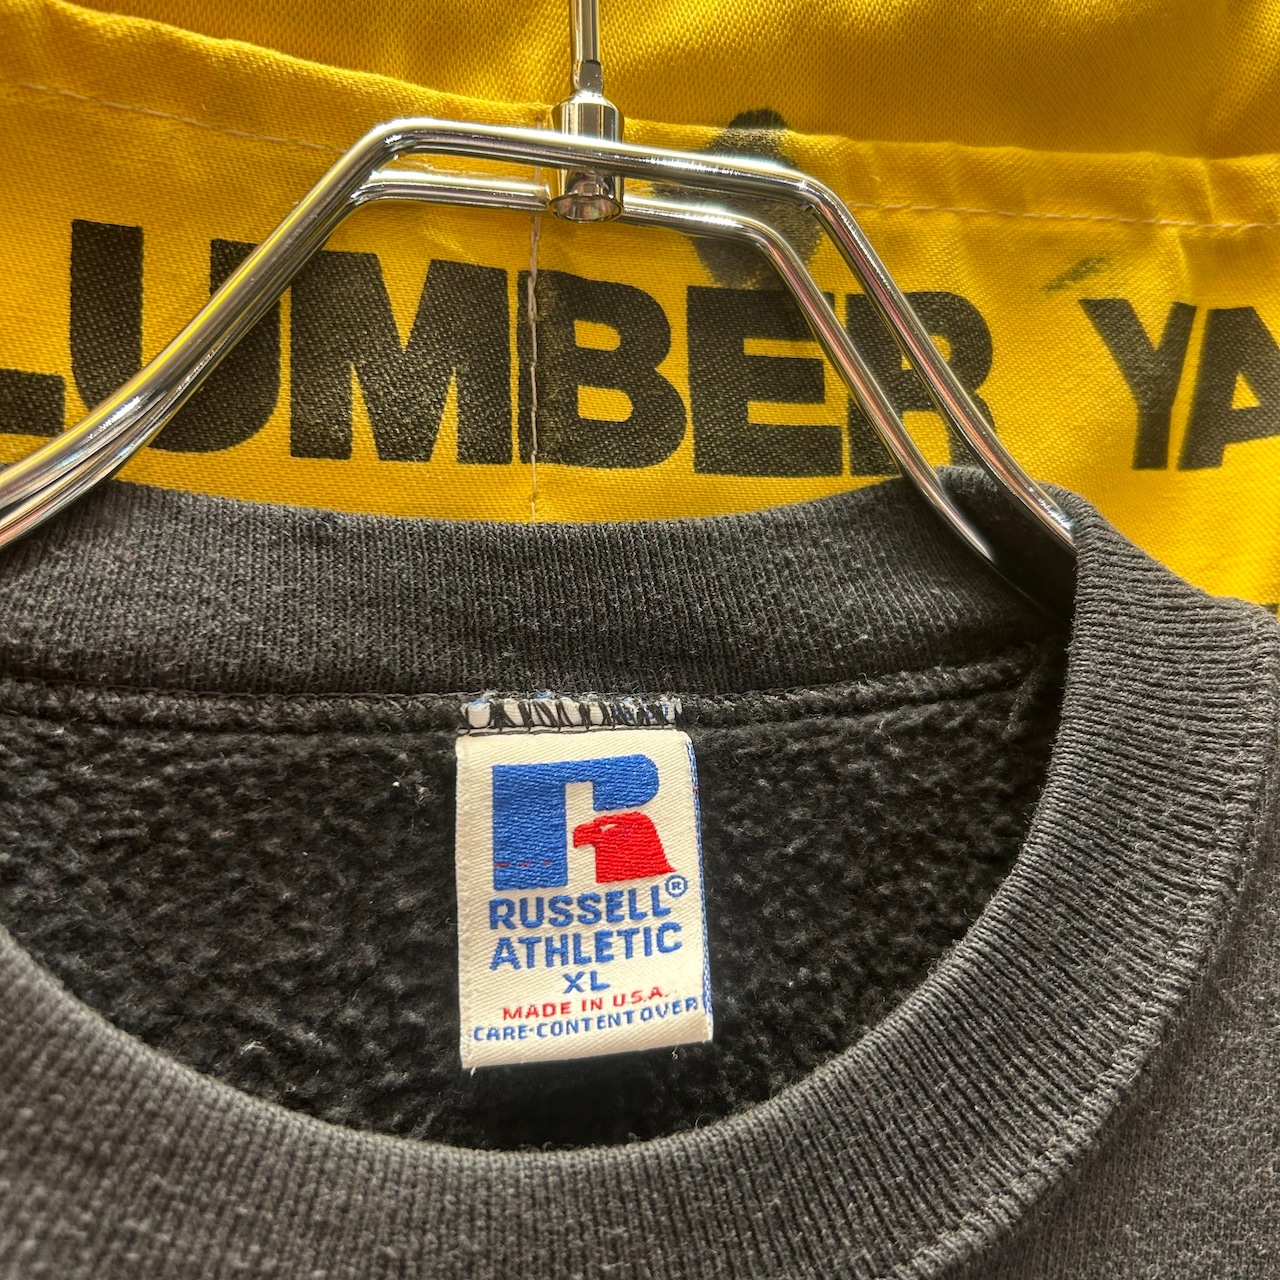 LUMBER YA
R
RUSSELL®
ATHLETIC
XL
MADE IN U.S.A.
CARE-CONTENT OVER